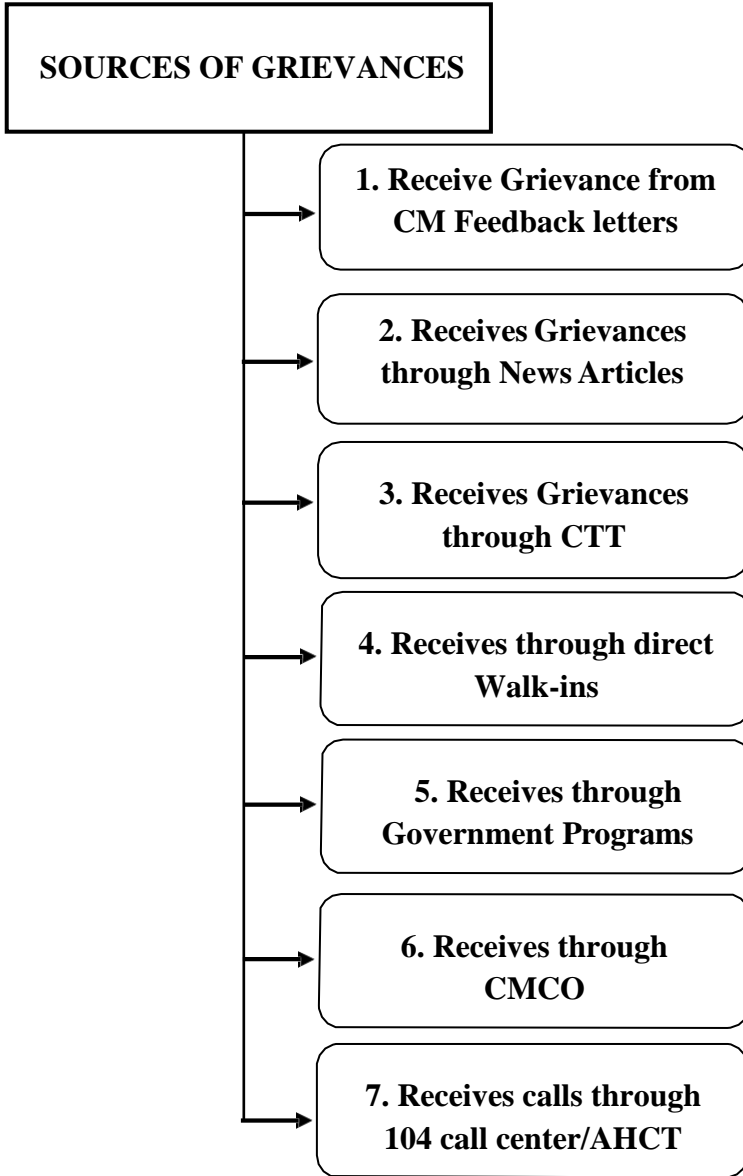 SOURCES OF GRIEVANCES
1. Receive Grievance from
CM Feedback letters
2. Receives Grievances
through News Articles
3. Receives Grievances
through CTT
4. Receives through direct
Walk-ins
5. Receives through
Government Programs
6. Receives through
CMCO
7. Receives calls through
104 call center/AHCT